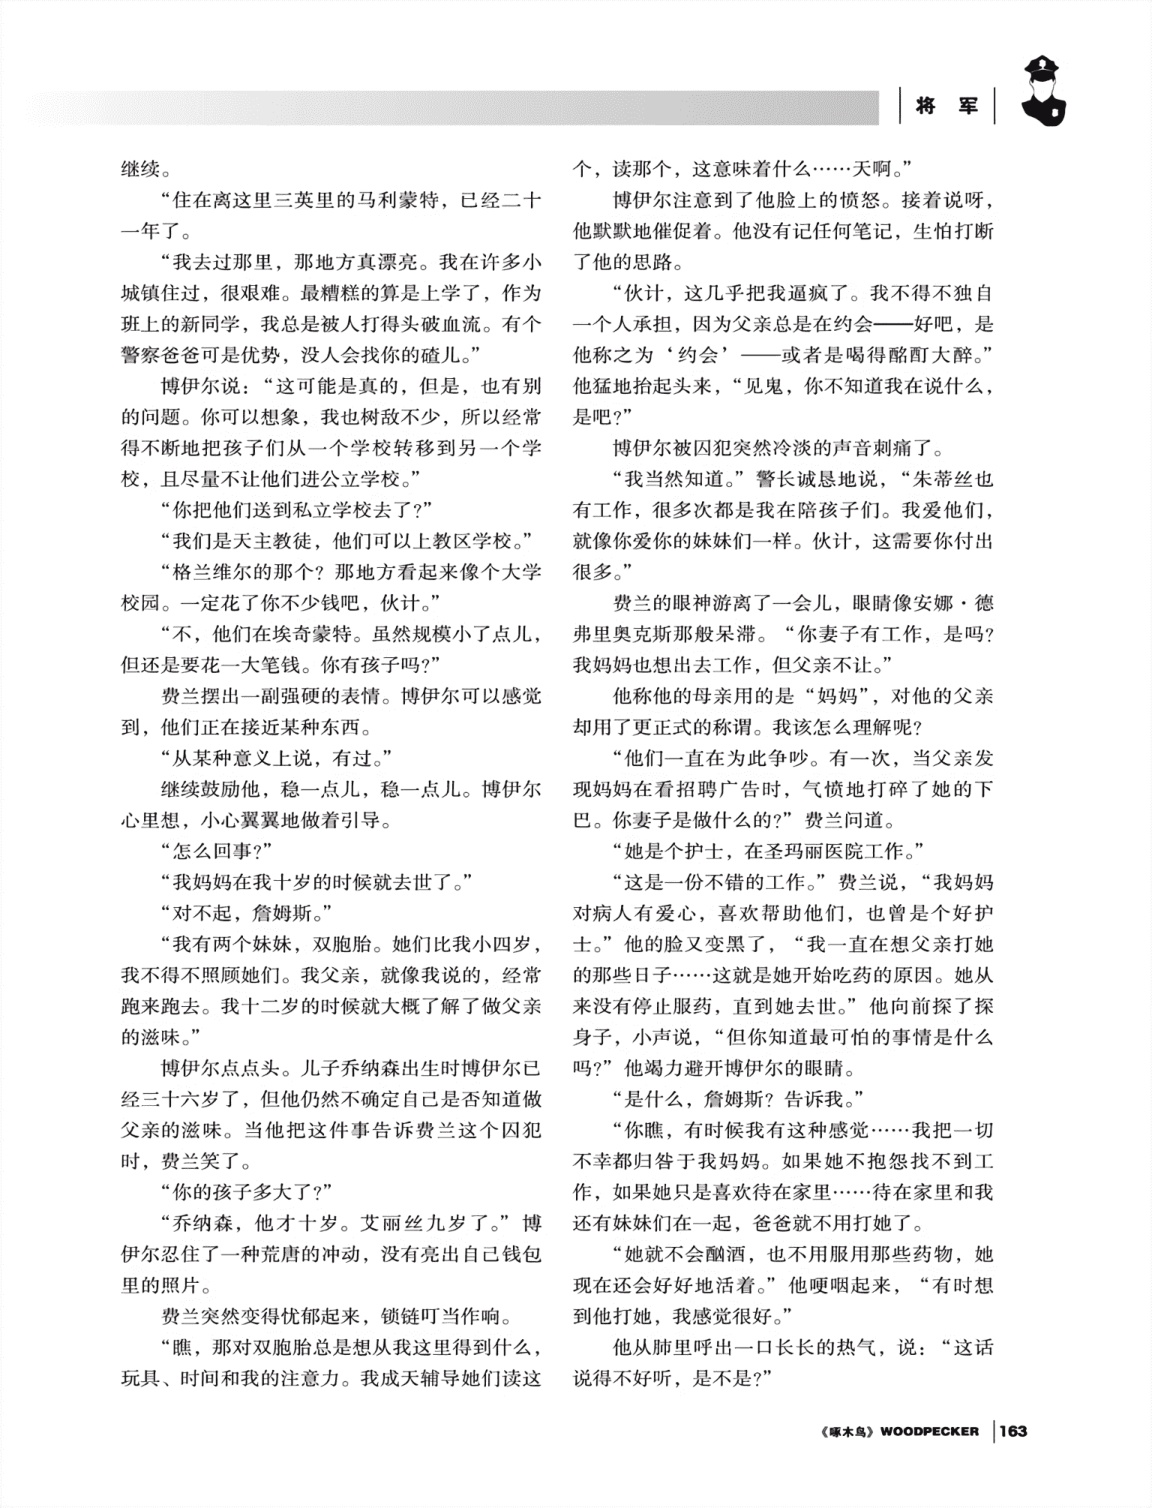 将 军
继续。
“住在离这里三英里的马利蒙特，已经二十
一年了。
“我去过那里，那地方真漂亮。我在许多小
城镇住过，很艰难。最糟糕的算是上学了，作为
班上的新同学，我总是被人打得头破血流。有个
警察爸爸可是优势，没人会找你的碴儿。”
博伊尔说：“这可能是真的，但是，也有别
的问题。你可以想象，我也树敌不少，所以经常
得不断地把孩子们从一个学校转移到另一个学
校，且尽量不让他们进公立学校。”
“你把他们送到私立学校去了？”
“我们是天主教徒，他们可以上教区学校。”
“格兰维尔的那个？那地方看起来像个大学
校园。一定花了你不少钱吧，伙计。”
“不，他们在埃奇蒙特。虽然规模小了点儿，
但还是要花一大笔钱。你有孩子吗？”
费兰摆出一副强硬的表情。博伊尔可以感觉
到，他们正在接近某种东西。
“从某种意义上说，有过。”
继续鼓励他，稳一点儿，稳一点儿。博伊尔
心里想，小心翼翼地做着引导。
“怎么回事？”
“我妈妈在我十岁的时候就去世了。”
“对不起，詹姆斯。”
“我有两个妹妹，双胞胎。她们比我小四岁，
我不得不照顾她们。我父亲，就像我说的，经常
跑来跑去。我十二岁的时候就大概了解了做父亲
的滋味。”
博伊尔点点头。儿子乔纳森出生时博伊尔已
经三十六岁了，但他仍然不确定自己是否知道做
父亲的滋味。当他把这件事告诉费兰这个囚犯
时，费兰笑了。
“你的孩子多大了？”
“乔纳森，他才十岁。艾丽丝九岁了。”博
伊尔忍住了一种荒唐的冲动，没有亮出自己钱包
里的照片。
费兰突然变得忧郁起来，锁链叮当作响。
“瞧，那对双胞胎总是想从我这里得到什么，
玩具、时间和我的注意力。我成天辅导她们读这
个，读那个，这意味着什么……天啊。”
博伊尔注意到了他脸上的愤怒。接着说呀，
他默默地催促着。他没有记任何笔记，生怕打断
了他的思路。
“伙计，这几乎把我逼疯了。我不得不独自
一个人承担，因为父亲总是在约会——好吧，是
他称之为‘约会’——或者是喝得酩酊大醉。”
他猛地抬起头来，“见鬼，你不知道我在说什么，
是吧？”
博伊尔被囚犯突然冷淡的声音刺痛了。
“我当然知道。”警长诚恳地说，“朱蒂丝也
有工作，很多次都是我在陪孩子们。我爱他们，
就像你爱你的妹妹们一样。伙计，这需要你付出
很多。”
费兰的眼神游离了一会儿，眼睛像安娜·德
弗里奥克斯那般呆滞。“你妻子有工作，是吗？
我妈妈也想出去工作，但父亲不让。”
他称他的母亲用的是“妈妈”，对他的父亲
却用了更正式的称谓。我该怎么理解呢？
“他们一直在为此争吵。有一次，当父亲发
现妈妈在看招聘广告时，气愤地打碎了她的下
巴。你妻子是做什么的？”费兰问道。
“她是个护士，在圣玛丽医院工作。”
“这是一份不错的工作。”费兰说，“我妈妈
对病人有爱心，喜欢帮助他们，也曾是个好护
士。”他的脸又变黑了，“我一直在想父亲打她
的那些日子……这就是她开始吃药的原因。她从
来没有停止服药，直到她去世。”他向前探了探
身子，小声说，“但你知道最可怕的事情是什么
吗？”他竭力避开博伊尔的眼睛。
“是什么，詹姆斯？告诉我。”
“你瞧，有时候我有这种感觉……我把一切
不幸都归咎于我妈妈。如果她不抱怨找不到工
作，如果她只是喜欢待在家里……待在家里和我
还有妹妹们在一起，爸爸就不用打她了。
“她就不会酗酒，也不用服用那些药物，她
现在还会好好地活着。”他哽咽起来，“有时想
到他打她，我感觉很好。”
他从肺里呼出一口长长的热气，说：“这话
说得不好听，是不是？”
《啄木鸟》WOODPECKER 163